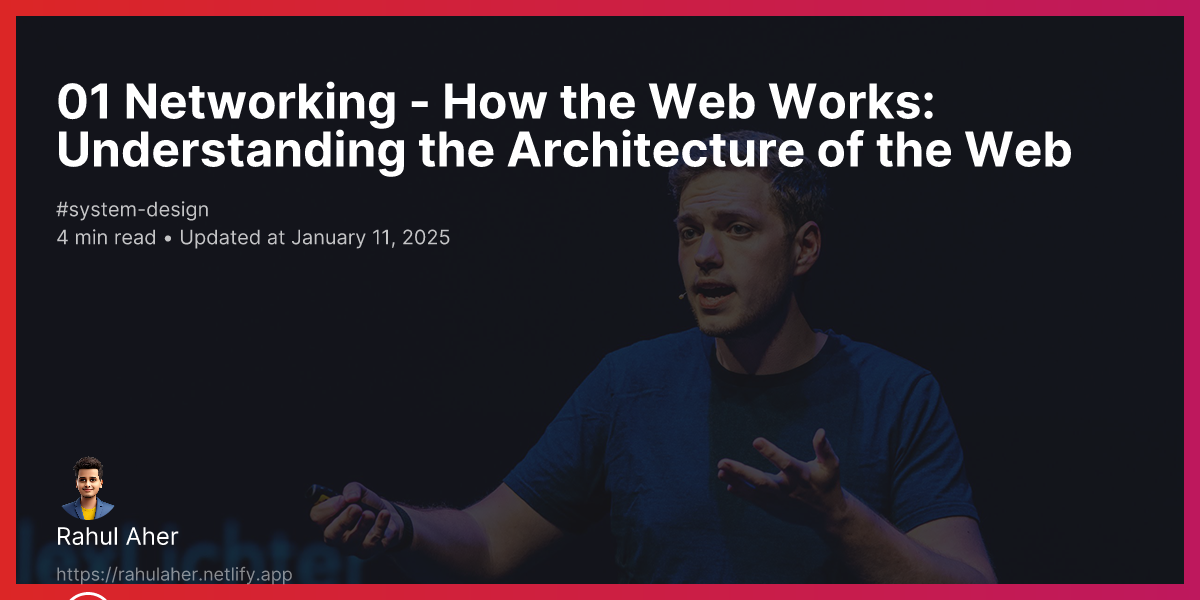 01 Networking - How the Web Works:
Understanding the Architecture of the Web
#system-design
4 min read • Updated at January 11, 2025
Rahul Aher
https://rahulaher.netlify.app